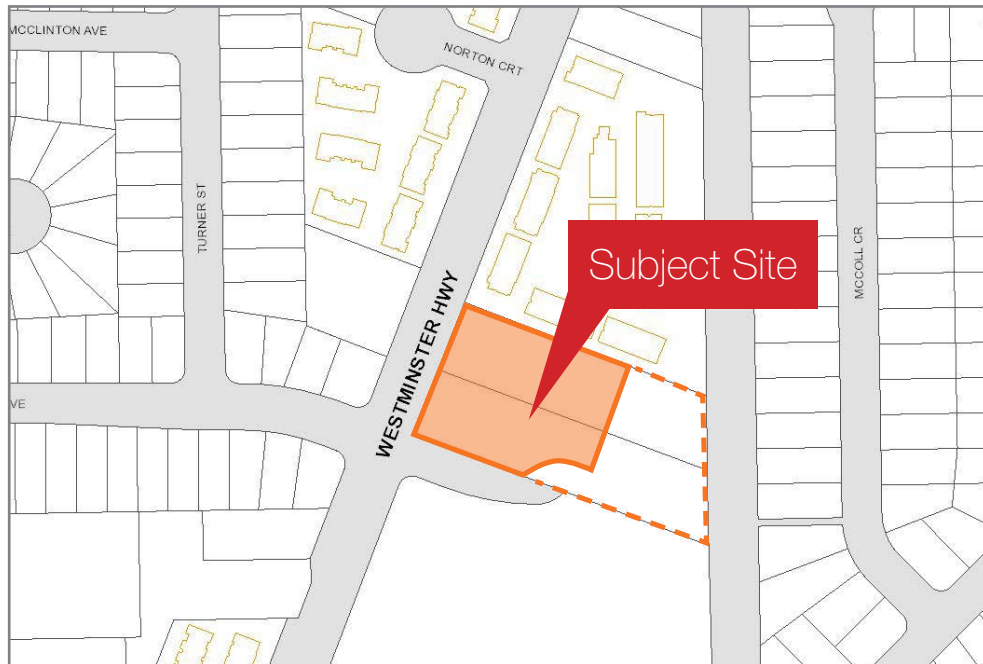 MCCLINTON AVE
NORTON CRT
TURNER ST
Subject Site
MCCOLL CR
WESTMINSTER HWY
VE